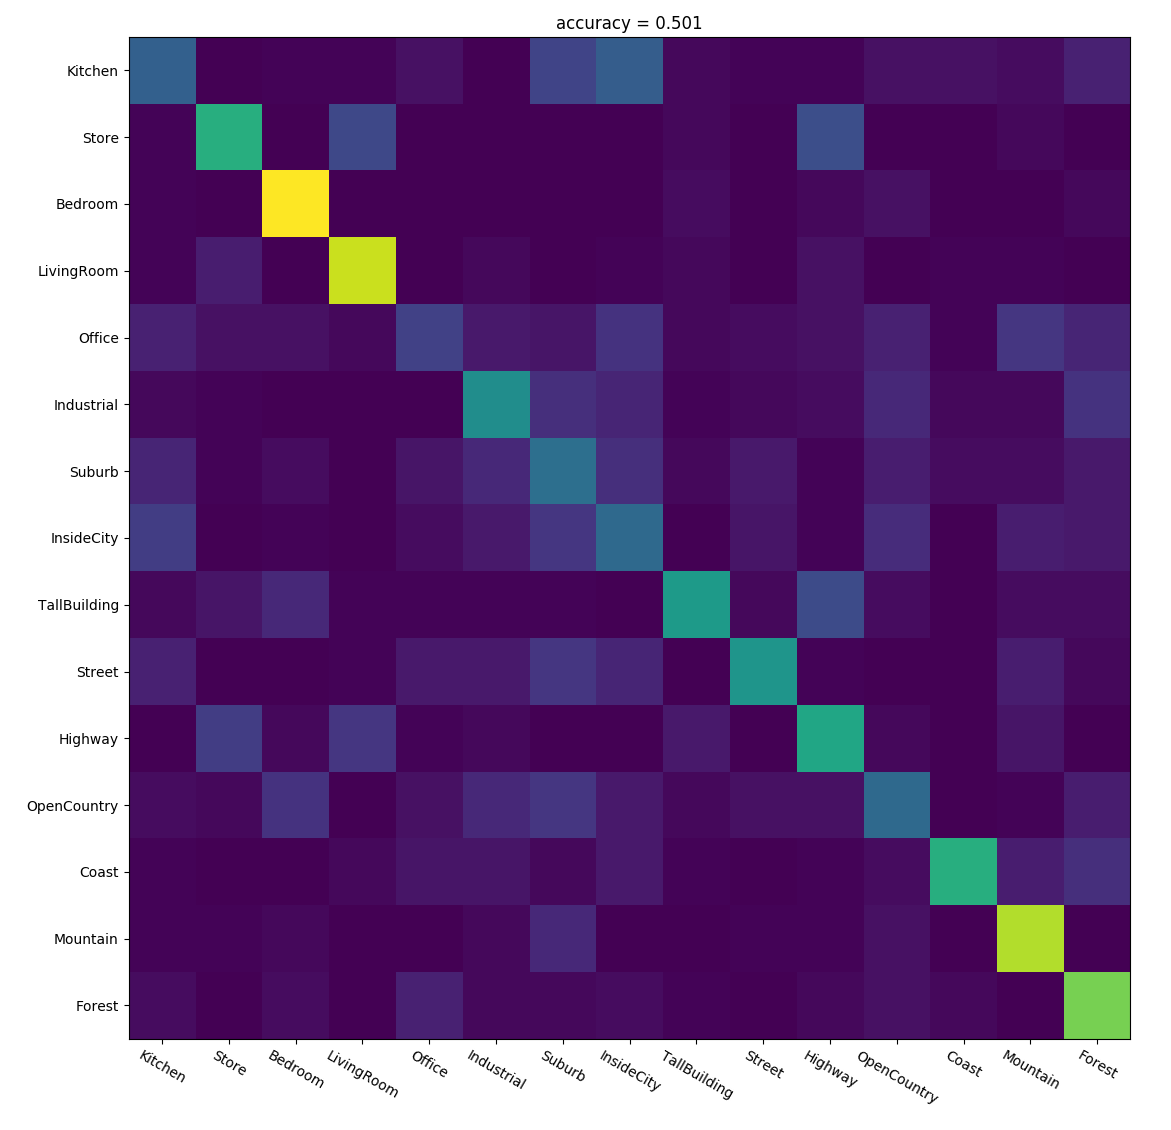 accuracy = 0.501
Kitchen
Store
Bedroom
LivingRoom
Office
Industrial
Suburb
InsideCity
TallBuilding
Street
Highway
OpenCountry
Coast
Mountain
Forest
Kitchen
Store
Bedroom
LivingRoom
Office
Industrial
Suburb
InsideCity
TallBuilding
Street
Highway
OpenCountry
Coast
Mountain
Forest